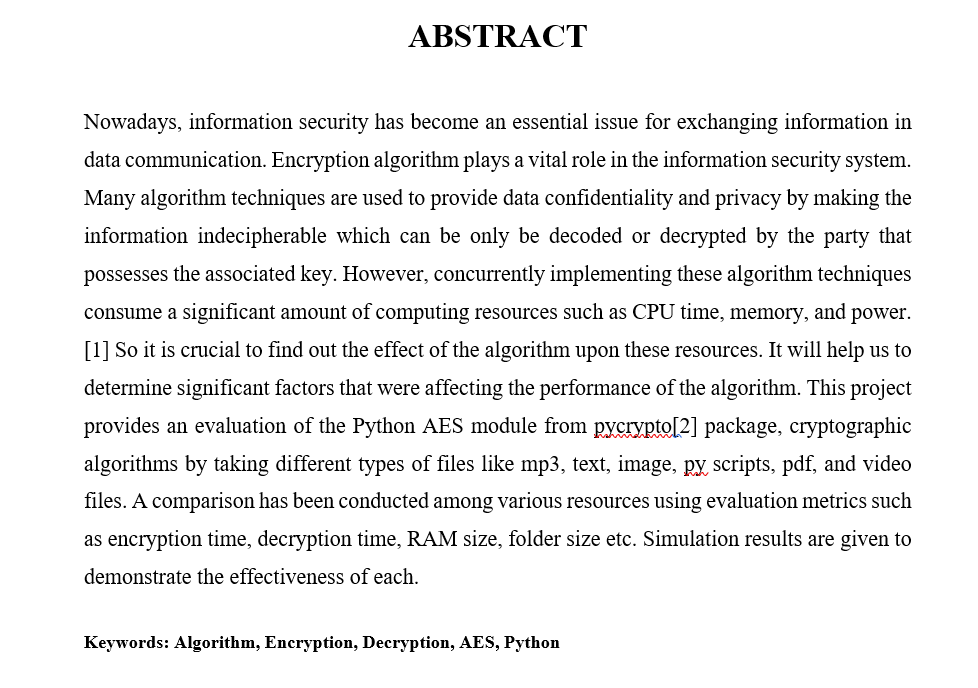 ABSTRACT
Nowadays, information security has become an essential issue for exchanging information in
data communication. Encryption algorithm plays a vital role in the information security system.
Many algorithm techniques are used to provide data confidentiality and privacy by making the
information indecipherable which can be only be decoded or decrypted by the party that
possesses the associated key. However, concurrently implementing these algorithm techniques
consume a significant amount of computing resources such as CPU time, memory, and power.
[1] So it is crucial to find out the effect of the algorithm upon these resources. It will help us to
determine significant factors that were affecting the performance of the algorithm. This project
provides an evaluation of the Python AES module from pycrypto[2] package, cryptographic
algorithms by taking different types of files like mp3, text, image, py scripts, pdf, and video
files. A comparison has been conducted among various resources using evaluation metrics such
as encryption time, decryption time, RAM size, folder size etc. Simulation results are given to
demonstrate the effectiveness of each.
Keywords: Algorithm, Encryption, Decryption, AES, Python